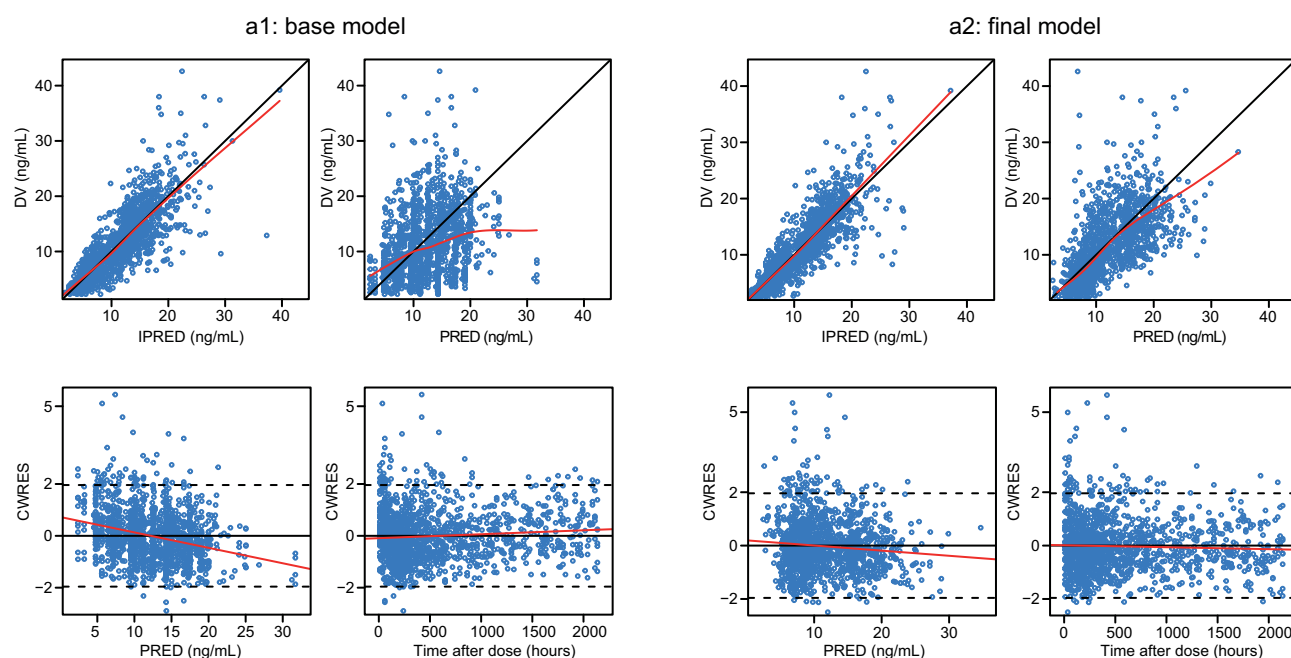 a1: base model
a2: final model
DV (ng/mL)
40
30
20
10
10 20 30 40
IPRED (ng/mL)
DV (ng/mL)
40
30
20
10
10 20 30 40
PRED (ng/mL)
DV (ng/mL)
40
30
20
10
10 20 30 40
IPRED (ng/mL)
DV (ng/mL)
40
30
20
10
10 20 30 40
PRED (ng/mL)
CWRES
5
2
0
−2
5 10 15 20 25 30
PRED (ng/mL)
CWRES
5
2
0
−2
0 500 1000 1500 2000
Time after dose (hours)
CWRES
5
2
0
−2
10 20 30
PRED (ng/mL)
CWRES
5
2
0
−2
0 500 1000 1500 2000
Time after dose (hours)